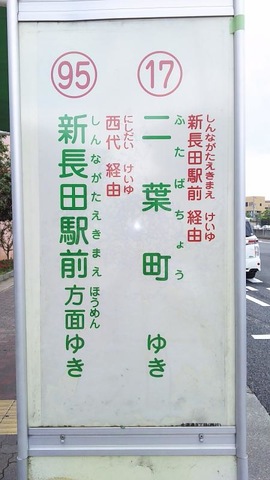 17
新長田駅前 経由
しんながたえきまえ けいゆ
二葉町 ゆき
ふたばちょう
95
西代 経由
にしだい けいゆ
新長田駅前 方面 ゆき
しんながたえきまえ ほうめん